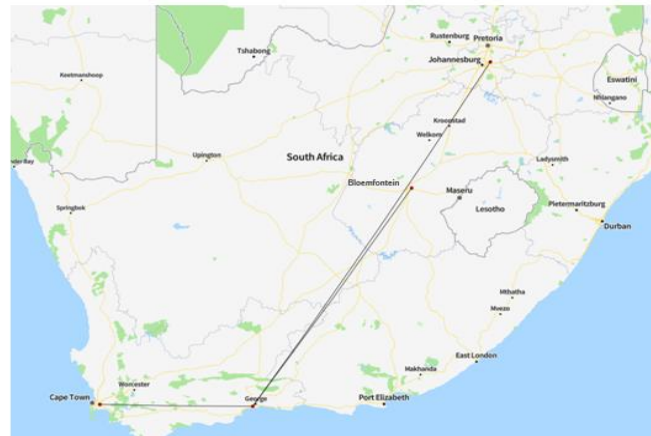 Rustenburg
Pretoria
Tshabong
Johannesburg
Keetmanshoop
Eswatini
Nhlangano
Kroonstad
Welkom
Upington
South Africa
Ladysmith
Bloemfontein
Maseru
Springbok
Lesotho
Pietermaritzburg
Durban
Mthatha
Mvezo
East London
Makhanda
Worcester
Cape Town
George
Port Elizabeth